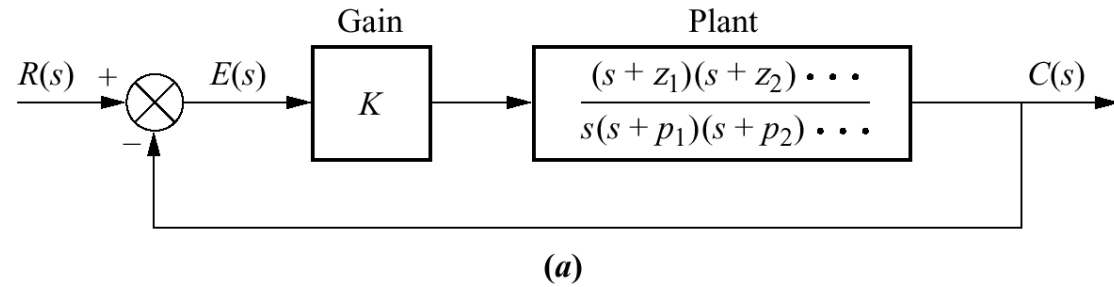 Gain Plant
R(s) + E(s) K (s + z₁)(s + z₂) • • • C(s)
s(s + p₁)(s + p₂) • • •
−
(a)